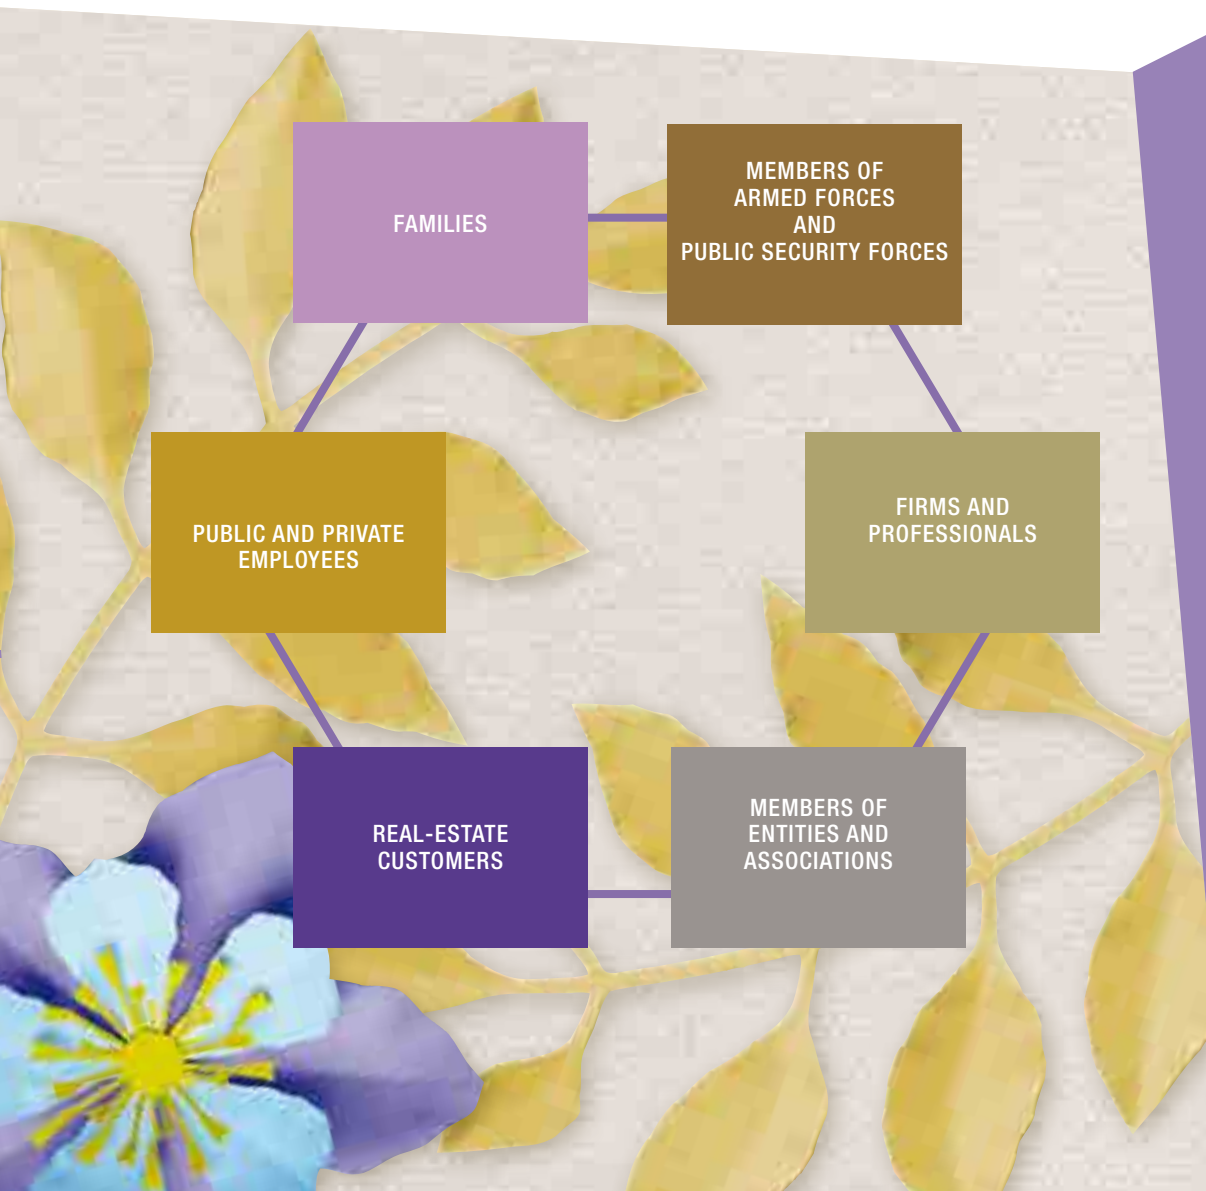 FAMILIES
MEMBERS OF
ARMED FORCES
AND
PUBLIC SECURITY FORCES
PUBLIC AND PRIVATE
EMPLOYEES
FIRMS AND
PROFESSIONALS
REAL-ESTATE
CUSTOMERS
MEMBERS OF
ENTITIES AND
ASSOCIATIONS